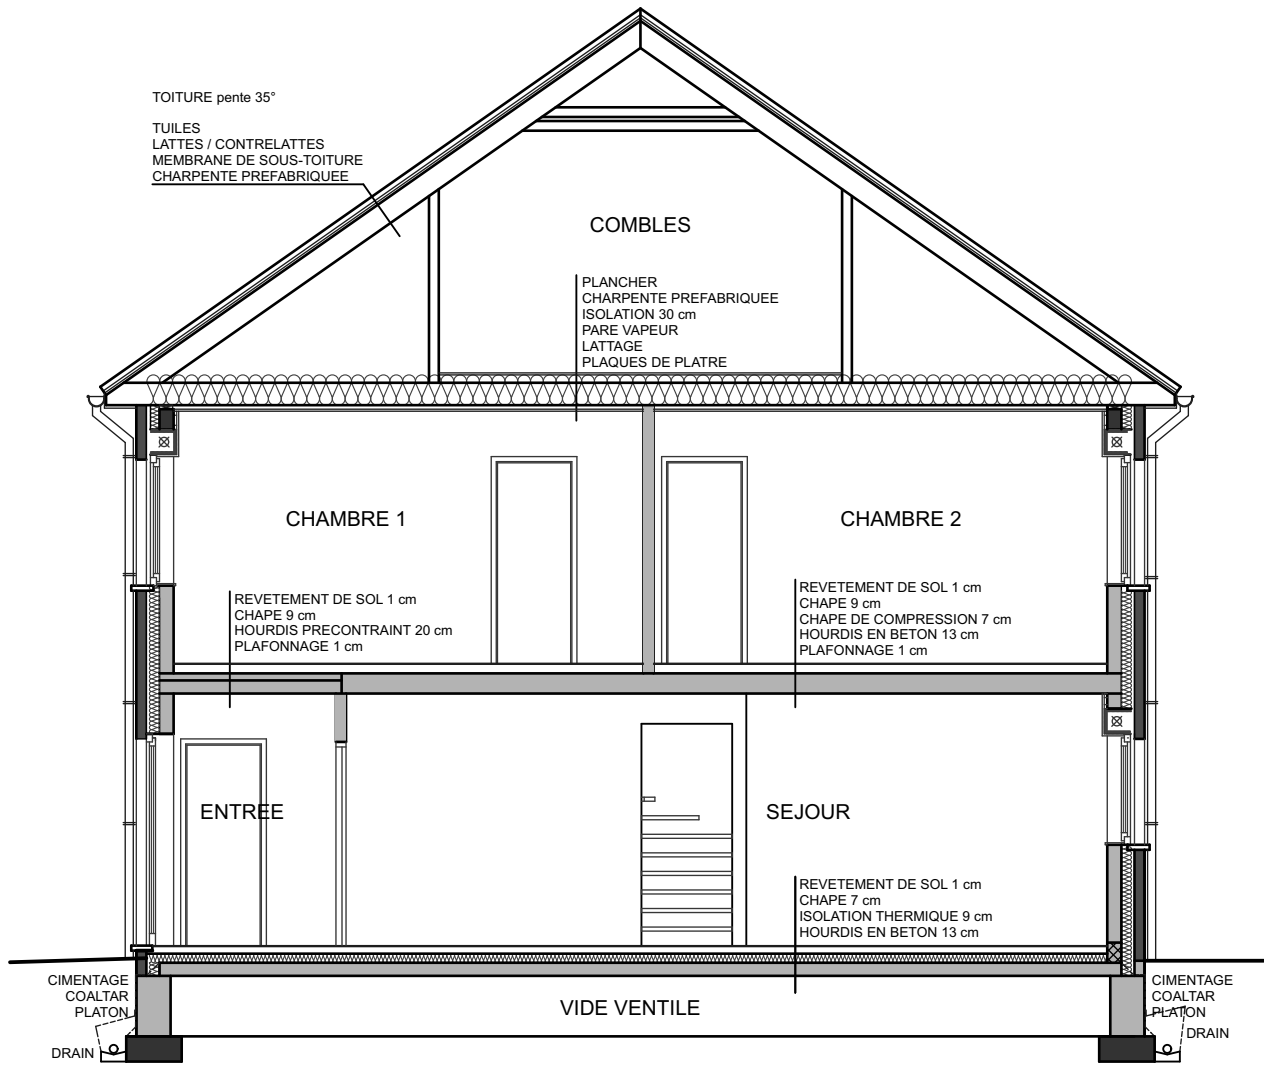 TOITURE pente 35°
TUILES
LATTES / CONTRELATTES
MEMBRANE DE SOUS-TOITURE
CHARPENTE PREFABRIQUEE
COMBLES
PLANCHER
CHARPENTE PREFABRIQUEE
ISOLATION 30 cm
PARE VAPEUR
LATTAGE
PLAQUES DE PLATRE
CHAMBRE 1
CHAMBRE 2
REVETEMENT DE SOL 1 cm
CHAPE 9 cm
HOURDIS PRECONTRAINT 20 cm
PLAFONNAGE 1 cm
REVETEMENT DE SOL 1 cm
CHAPE 9 cm
CHAPE DE COMPRESSION 7 cm
HOURDIS EN BETON 13 cm
PLAFONNAGE 1 cm
ENTREE
SEJOUR
REVETEMENT DE SOL 1 cm
CHAPE 7 cm
ISOLATION THERMIQUE 9 cm
HOURDIS EN BETON 13 cm
CIMENTAGE
COALTAR
PLATON
DRAIN
VIDE VENTILE
CIMENTAGE
COALTAR
PLATON
DRAIN